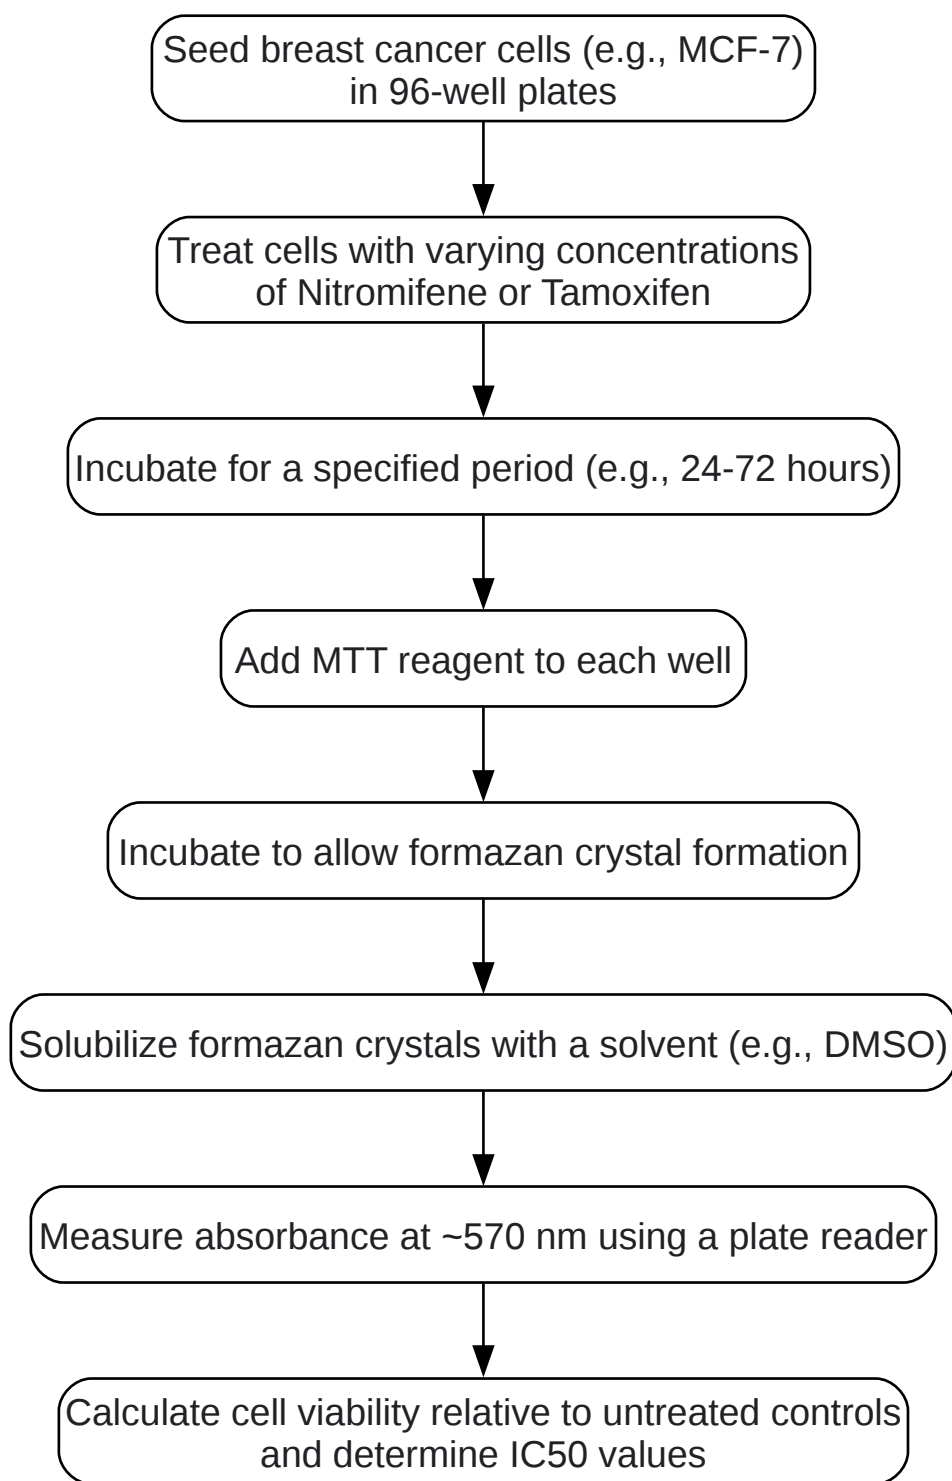 Seed breast cancer cells (e.g., MCF-7)
in 96-well plates
Treat cells with varying concentrations
of Nitromifene or Tamoxifen
Incubate for a specified period (e.g., 24-72 hours)
Add MTT reagent to each well
Incubate to allow formazan crystal formation
Solubilize formazan crystals with a solvent (e.g., DMSO)
Measure absorbance at ~570 nm using a plate reader
Calculate cell viability relative to untreated controls
and determine IC50 values